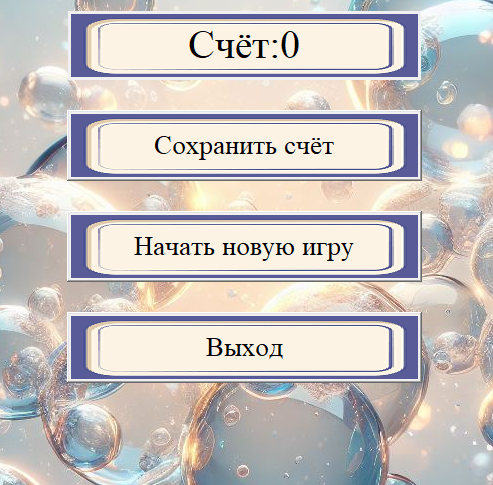 Счёт:0
Сохранить счёт
Начать новую игру
Выход